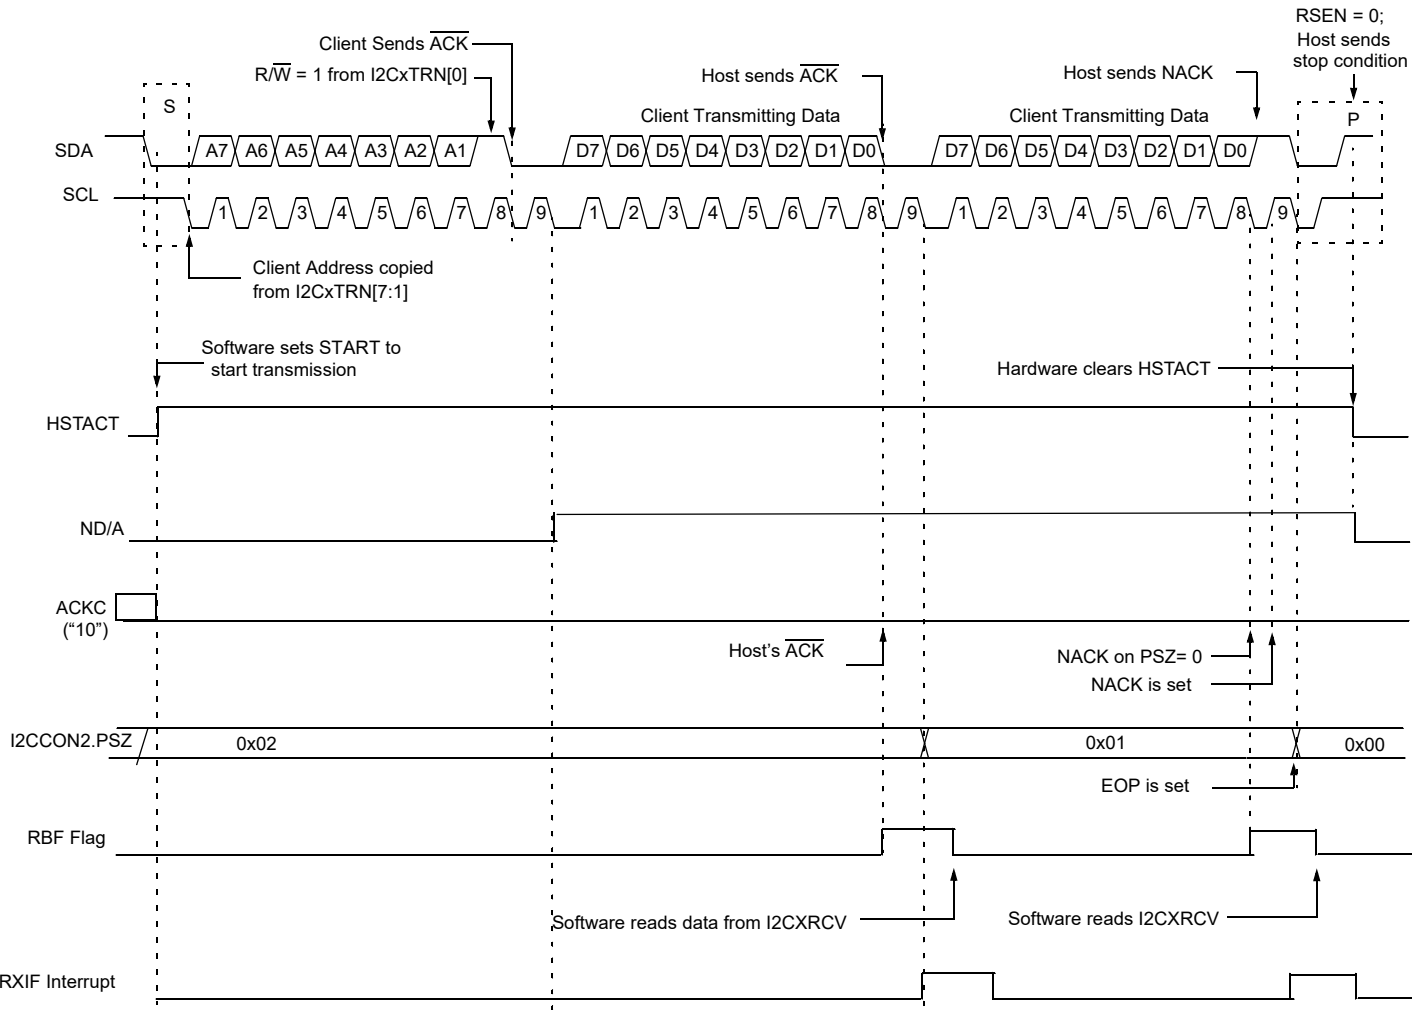 RSEN = 0;
Host sends
stop condition
Client Sends ACK
R/W = 1 from I2CxTRN[0]
Host sends ACK
Host sends NACK
S
Client Transmitting Data
Client Transmitting Data
P
SDA
A7 A6 A5 A4 A3 A2 A1
D7 D6 D5 D4 D3 D2 D1 D0
D7 D6 D5 D4 D3 D2 D1 D0
SCL
1 2 3 4 5 6 7 8 9
1 2 3 4 5 6 7 8 9
1 2 3 4 5 6 7 8 9
Client Address copied
from I2CxTRN[7:1]
Software sets START to
start transmission
Hardware clears HSTACT
HSTACT
ND/A
ACKC
(“10”)
Host's ACK
NACK on PSZ= 0
NACK is set
I2CCON2.PSZ
0x02
0x01
0x00
EOP is set
RBF Flag
Software reads data from I2CXRCV
Software reads I2CXRCV
RXIF Interrupt